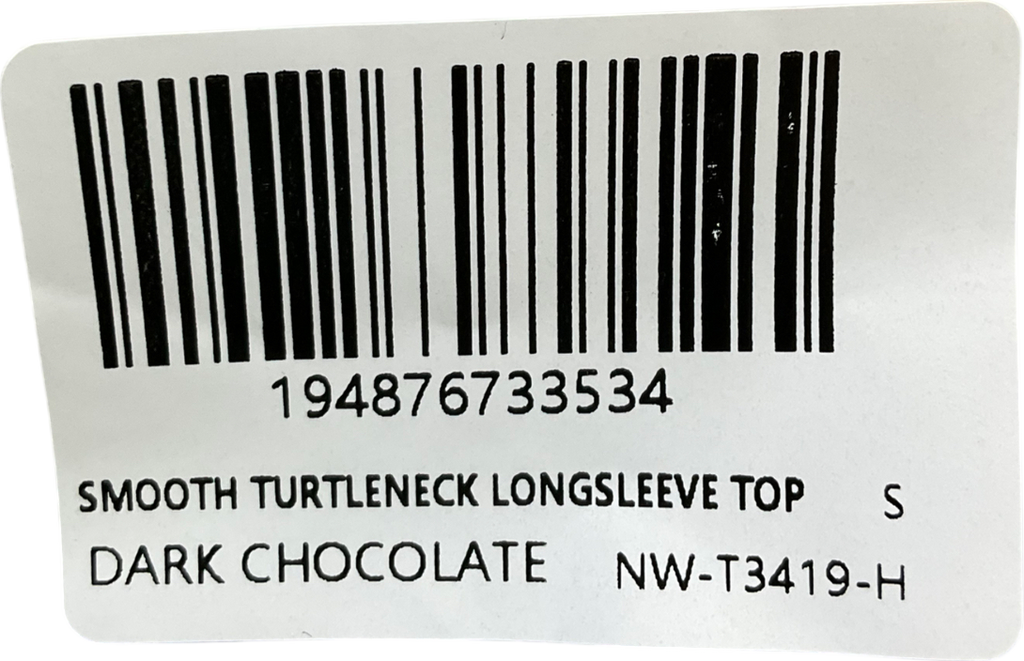 194876733534
SMOOTH TURTLENECK LONGSLEEVE TOP S
DARK CHOCOLATE NW-T3419-H